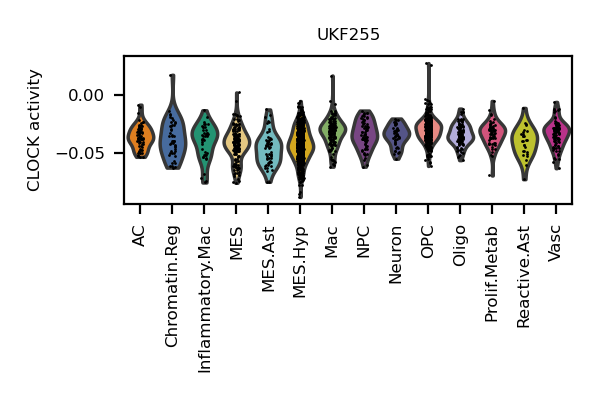 UKF255
CLOCK activity
0.00
−0.05
AC
Chromatin.Reg
Inflammatory.Mac
MES
MES.Ast
MES.Hyp
Mac
NPC
Neuron
OPC
Oligo
Prolif.Metab
Reactive.Ast
Vasc